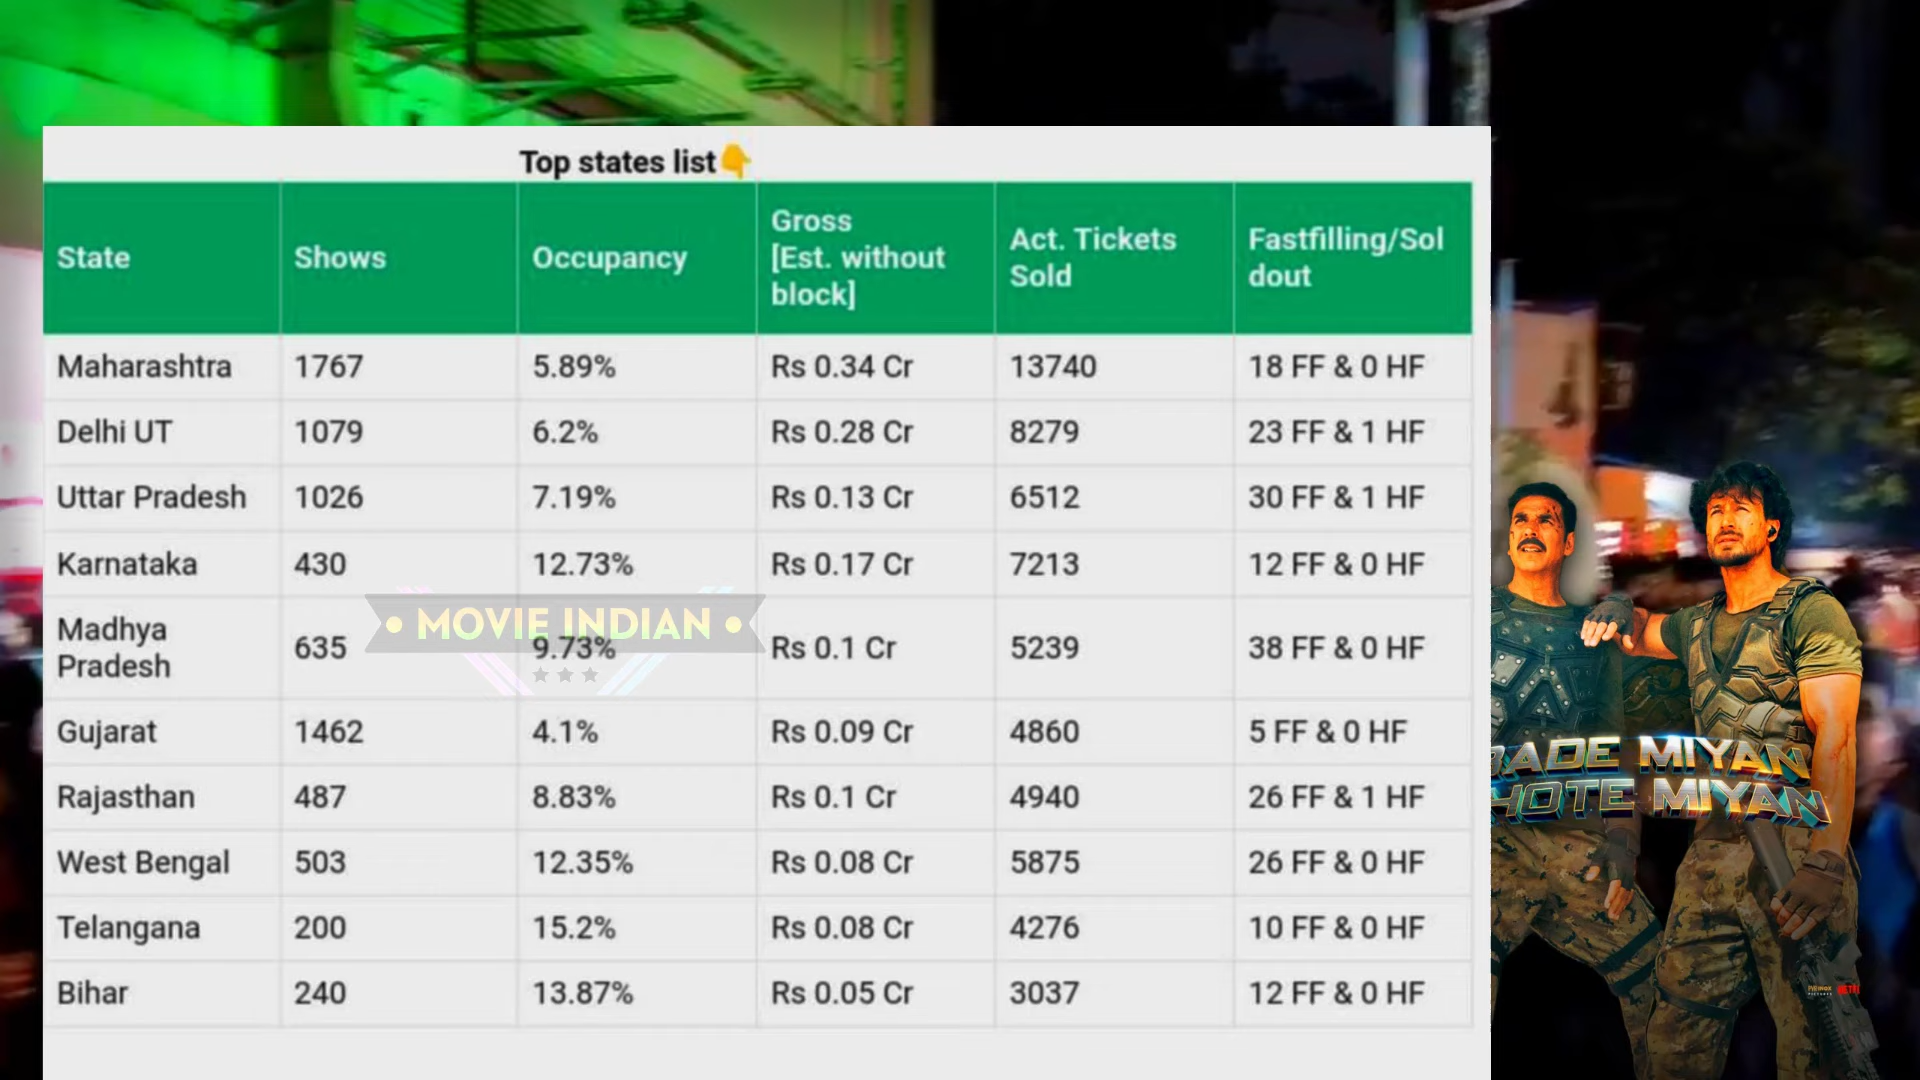 Top states list👇
State Shows Occupancy Gross [Est. without block] Act. Tickets Sold Fastfilling/Soldout
Maharashtra 1767 5.89% Rs 0.34 Cr 13740 18 FF & 0 HF
Delhi UT 1079 6.2% Rs 0.28 Cr 8279 23 FF & 1 HF
Uttar Pradesh 1026 7.19% Rs 0.13 Cr 6512 30 FF & 1 HF
Karnataka 430 12.73% Rs 0.17 Cr 7213 12 FF & 0 HF
Madhya Pradesh 635 9.73% Rs 0.1 Cr 5239 38 FF & 0 HF
Gujarat 1462 4.1% Rs 0.09 Cr 4860 5 FF & 0 HF
Rajasthan 487 8.83% Rs 0.1 Cr 4940 26 FF & 1 HF
West Bengal 503 12.35% Rs 0.08 Cr 5875 26 FF & 0 HF
Telangana 200 15.2% Rs 0.08 Cr 4276 10 FF & 0 HF
Bihar 240 13.87% Rs 0.05 Cr 3037 12 FF & 0 HF
• MOVIE INDIAN •
ADE MIYAN
HOTE MIYAN